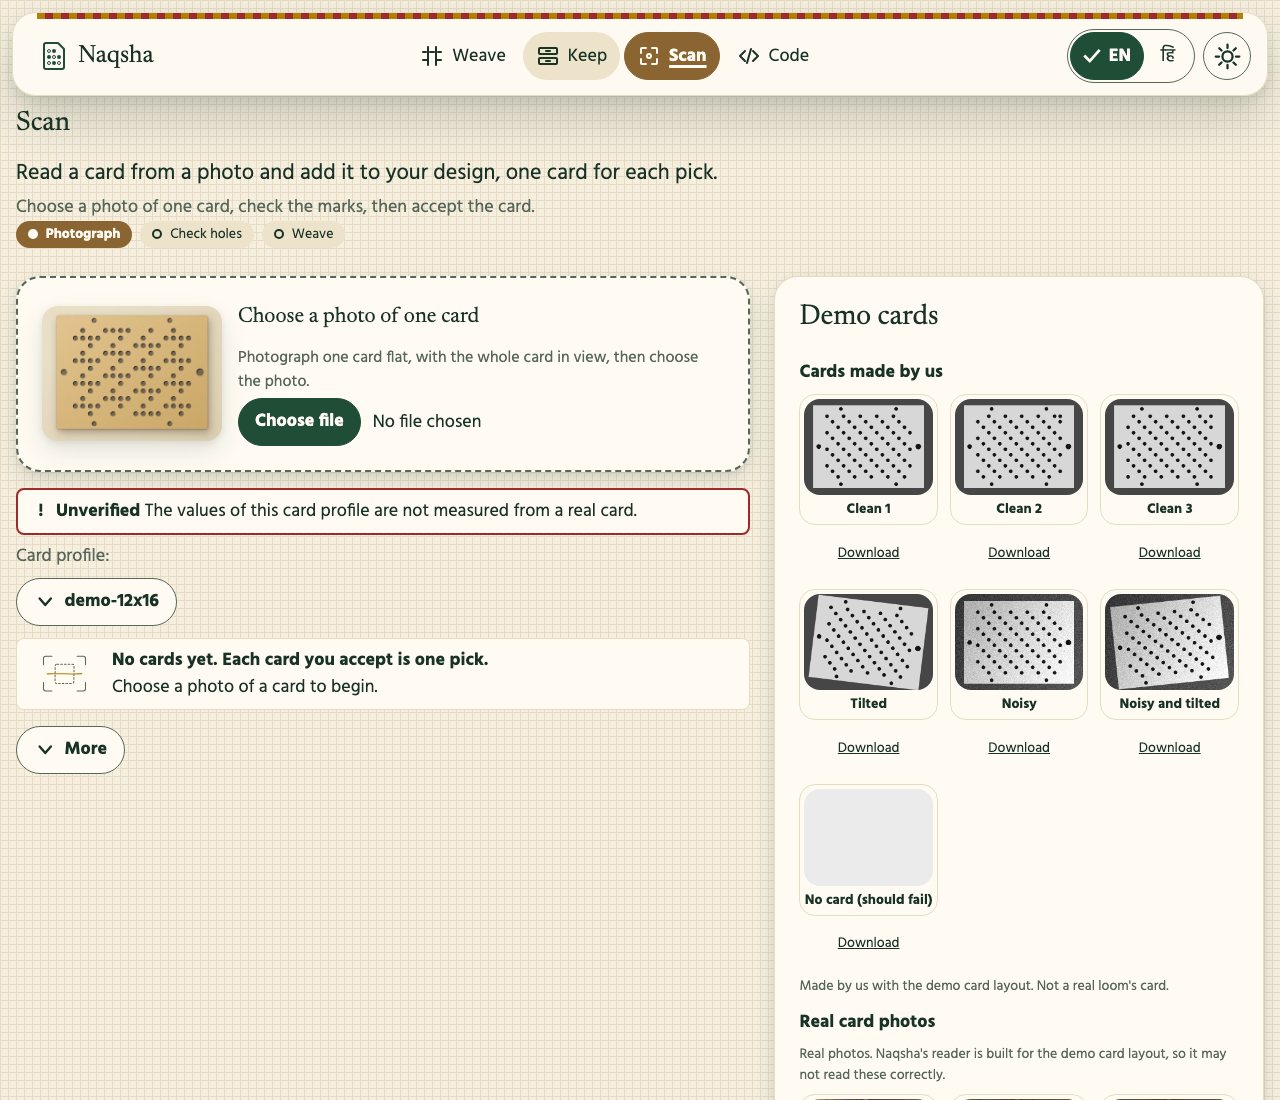 Naqsha
Weave
Keep
Scan
Code
EN
हि
Scan
Read a card from a photo and add it to your design, one card for each pick.
Choose a photo of one card, check the marks, then accept the card.
Photograph
Check holes
Weave
Choose a photo of one card
Photograph one card flat, with the whole card in view, then choose
the photo.
Choose file
No file chosen
! Unverified The values of this card profile are not measured from a real card.
Card profile:
demo-12x16
No cards yet. Each card you accept is one pick.
Choose a photo of a card to begin.
More
Demo cards
Cards made by us
Clean 1
Clean 2
Clean 3
Download
Download
Download
Tilted
Noisy
Noisy and tilted
Download
Download
Download
No card (should fail)
Download
Made by us with the demo card layout. Not a real loom's card.
Real card photos
Real photos. Naqsha's reader is built for the demo card layout, so it may
not read these correctly.